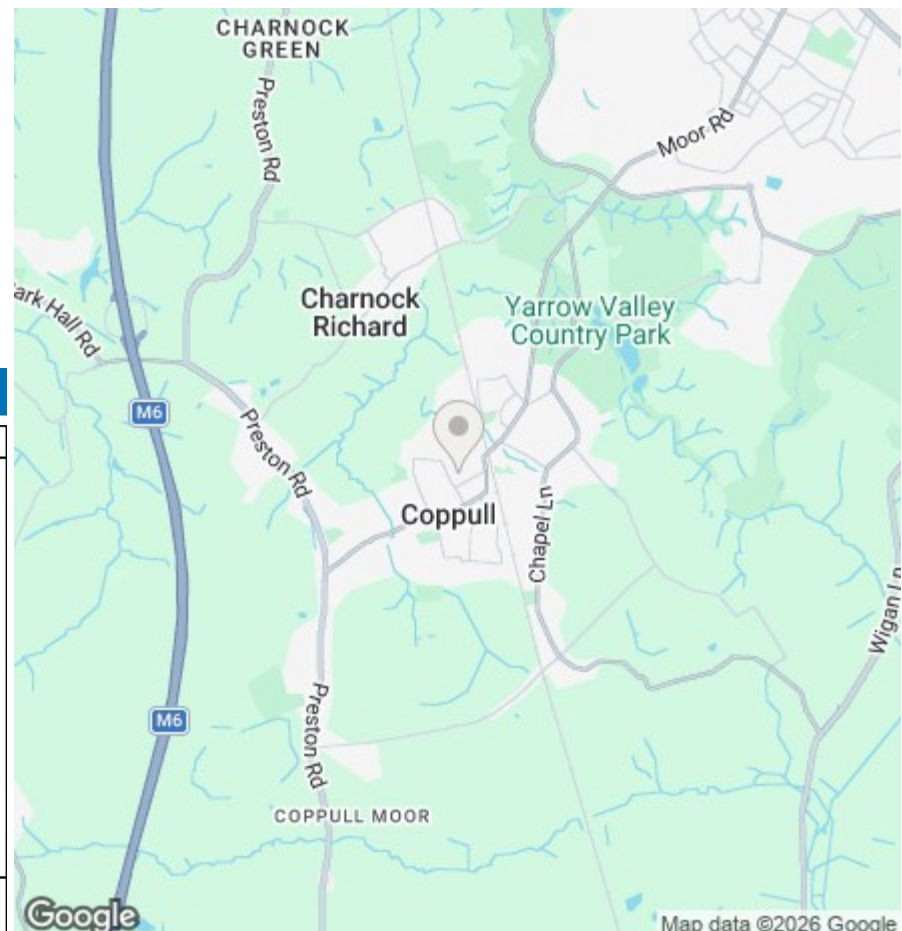 CHARNOCK
GREEN
Preston Rd
Moor Rd
ark Hall Rd
Charnock
Richard
Yarrow Valley
Country Park
M6
Preston Rd
Coppull
Chapel Ln
Wigan Ln
M6
Preston Rd
COPPULL MOOR
Google
Map data ©2026 Google